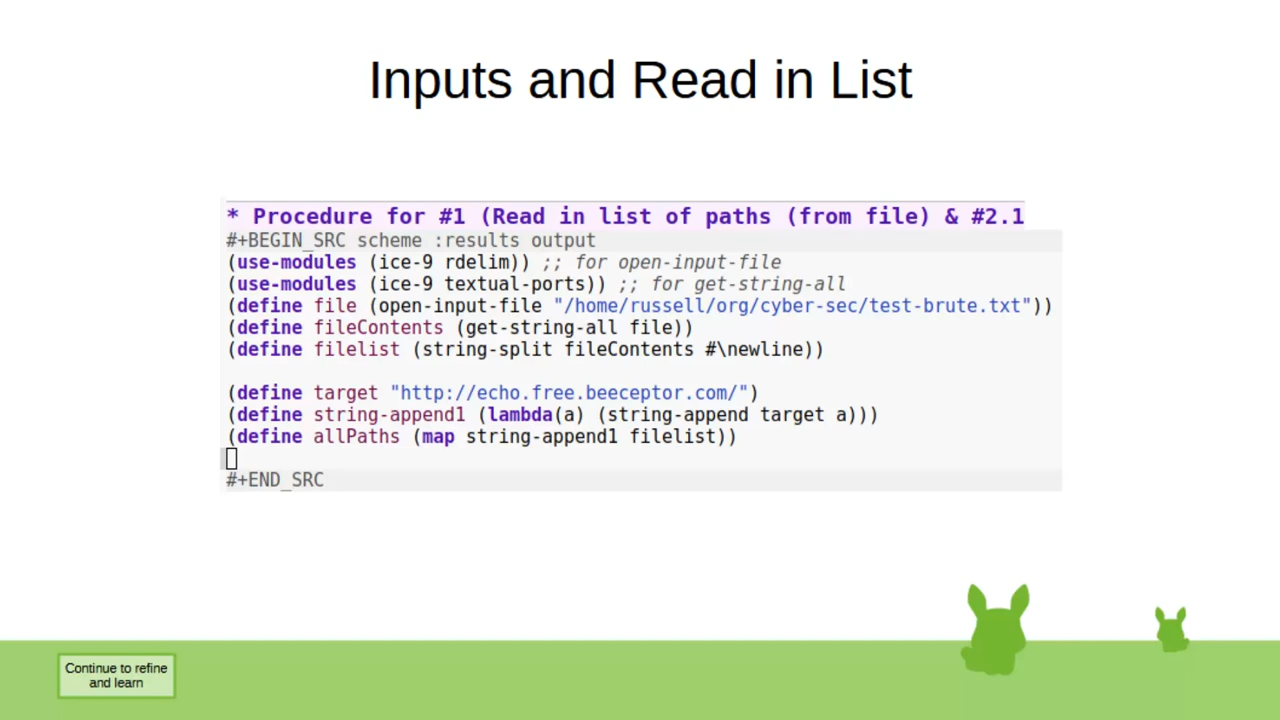 Inputs and Read in List
* Procedure for #1 (Read in list of paths (from file) & #2.1
#+BEGIN_SRC scheme :results output
(use-modules (ice-9 rdelim)) ;; for open-input-file
(use-modules (ice-9 textual-ports)) ;; for get-string-all
(define file (open-input-file "/home/russell/org/cyber-sec/test-brute.txt"))
(define fileContents (get-string-all file))
(define filelist (string-split fileContents #\newline))
(define target "http://echo.free.beeceptor.com/")
(define string-append1 (lambda(a) (string-append target a)))
(define allPaths (map string-append1 filelist))
#+END_SRC
Continue to refine
and learn